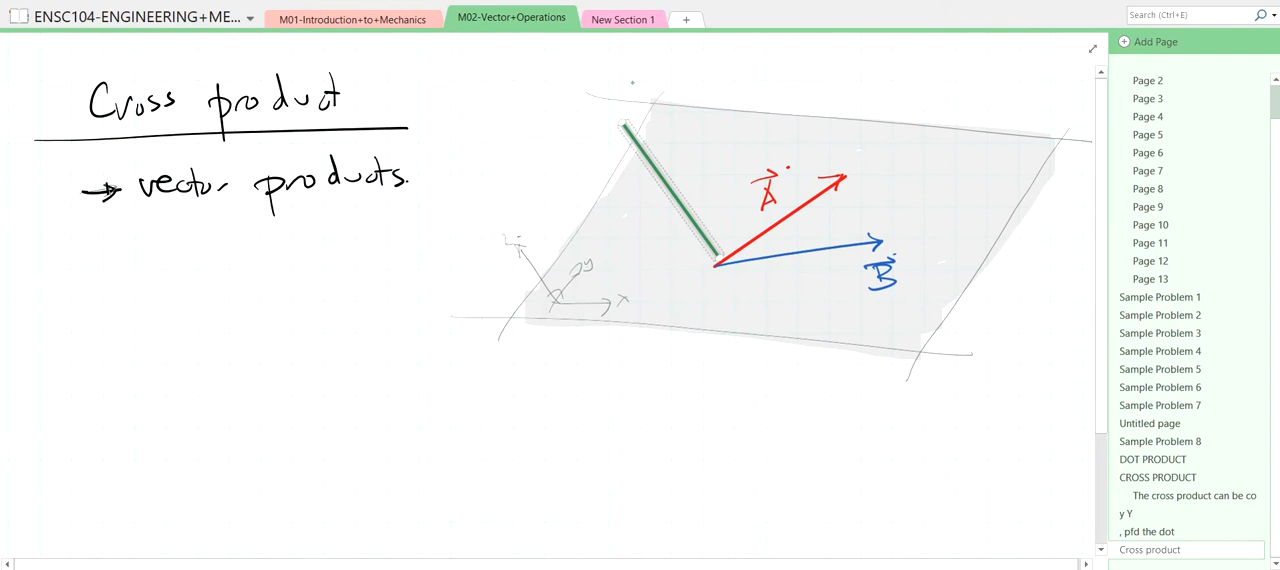 ENSC104-ENGINEERING+ME...
M01-Introduction+to+Mechanics
M02-Vector+Operations
New Section 1
+
Search (Ctrl+E)
Add Page
Cross product
→ vector products.
A
B
y
x
Page 2
Page 3
Page 4
Page 5
Page 6
Page 7
Page 8
Page 9
Page 10
Page 11
Page 12
Page 13
Sample Problem 1
Sample Problem 2
Sample Problem 3
Sample Problem 4
Sample Problem 5
Sample Problem 6
Sample Problem 7
Untitled page
Sample Problem 8
DOT PRODUCT
CROSS PRODUCT
The cross product can be co
y Y
, pfd the dot
Cross product